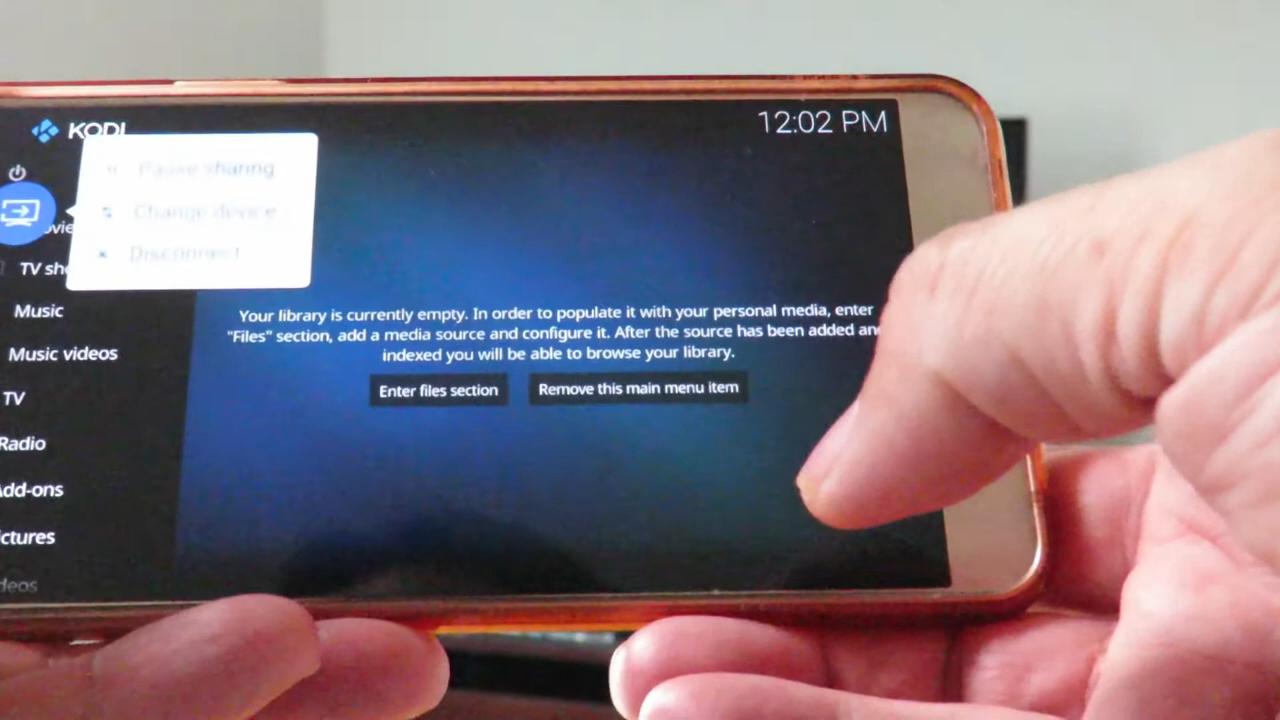 KODI
12:02 PM
Pause sharing
Change device
Disconnect
TV sh
Music
Your library is currently empty. In order to populate it with your personal media, enter
"Files" section, add a media source and configure it. After the source has been added an
indexed you will be able to browse your library.
Music videos
Enter files section
Remove this main menu item
TV
Radio
dd-ons
ictures
deos